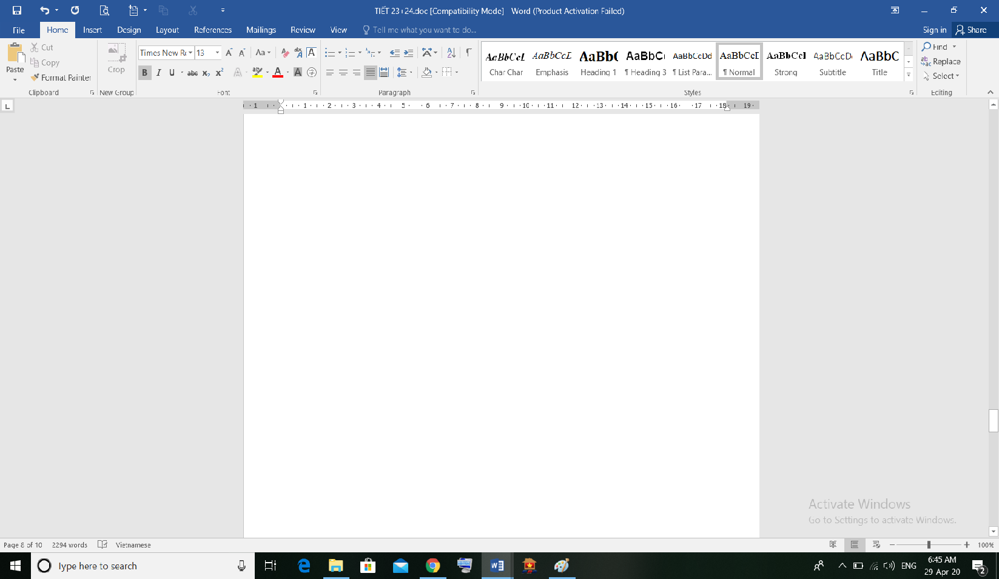 TIẾT 23+24.doc [Compatibility Mode] - Word (Product Activation Failed)
File Home Insert Design Layout References Mailings Review View Tell me what you want to do... Sign in Share
Paste Cut Copy Format Painter
Crop
Times New Ro 13
AaBbCcI AaBbCcL AaBb( AaBbC AaBbCcDd AaBbCcI AaBbCcI AaBbCcD AaBbC
Char Char Emphasis Heading 1 ¶ Heading 3 ¶ List Para... ¶ Normal Strong Subtitle Title
Find
Replace
Select
Clipboard New Group Font Paragraph Styles Editing
1 1 2 3 4 5 6 7 8 9 10 11 12 13 14 15 16 17 18 19
Activate Windows
Go to Settings to activate Windows.
Page 8 of 10 2294 words Vietnamese 100%
Type here to search
ENG
6:45 AM
29-Apr-20
2